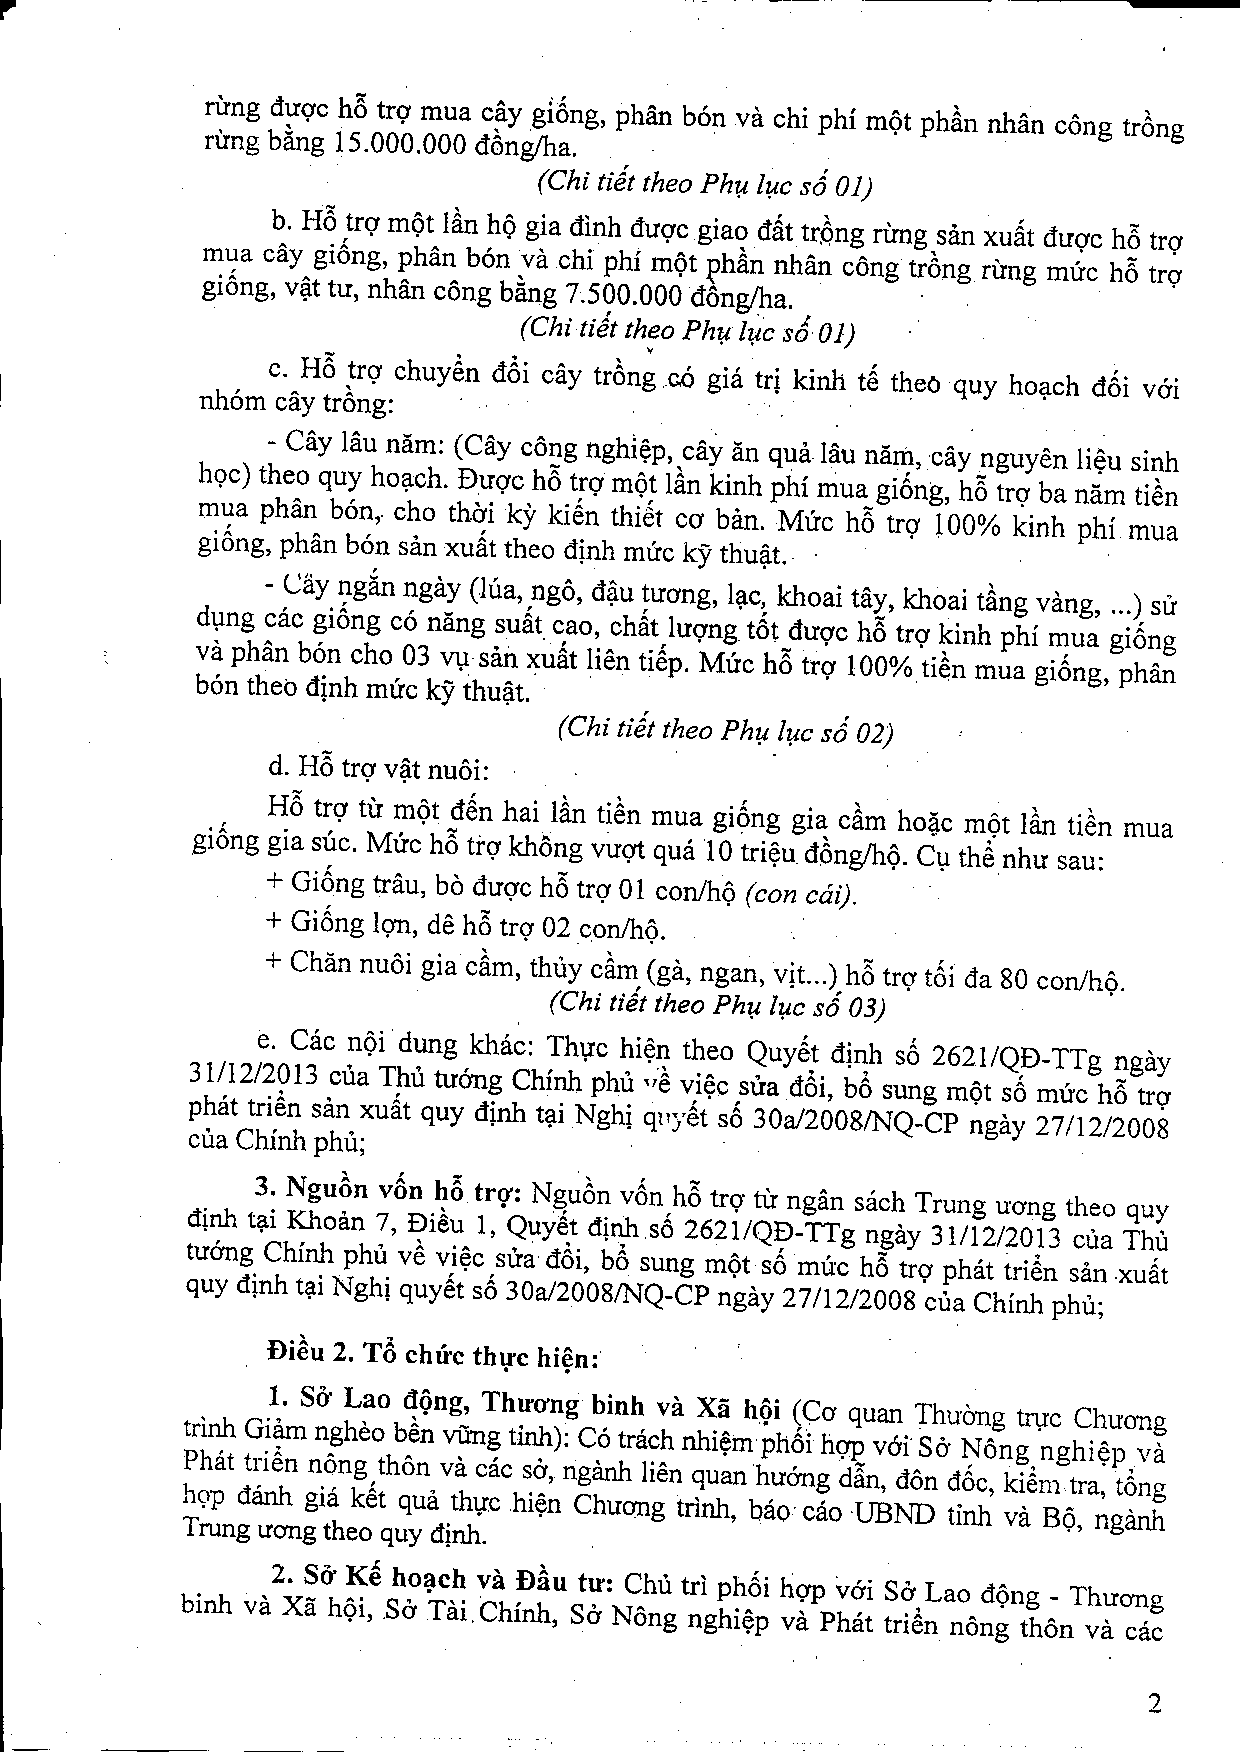 rừng được hỗ trợ mua cây giống, phân bón và chi phí một phần nhân công trồng
rừng bằng 15.000.000 đồng/ha.
(Chi tiết theo Phụ lục số 01)
b. Hỗ trợ một lần hộ gia đình được giao đất trồng rừng sản xuất được hỗ trợ
mua cây giống, phân bón và chi phí một phần nhân công trồng rừng mức hỗ trợ
giống, vật tư, nhân công bằng 7.500.000 đồng/ha.
(Chi tiết theo Phụ lục số 01)
c. Hỗ trợ chuyển đổi cây trồng có giá trị kinh tế theo quy hoạch đối với
nhóm cây trồng:
- Cây lâu năm: (Cây công nghiệp, cây ăn quả lâu năm, cây nguyên liệu sinh
học) theo quy hoạch. Được hỗ trợ một lần kinh phí mua giống, hỗ trợ ba năm tiền
mua phân bón, cho thời kỳ kiến thiết cơ bản. Mức hỗ trợ 100% kinh phí mua
giống, phân bón sản xuất theo định mức kỹ thuật.
- Cây ngắn ngày (lúa, ngô, đậu tương, lạc, khoai tây, khoai tầng vàng, ...) sử
dụng các giống có năng suất cao, chất lượng tốt được hỗ trợ kinh phí mua giống
và phân bón cho 03 vụ sản xuất liên tiếp. Mức hỗ trợ 100% tiền mua giống, phân
bón theo định mức kỹ thuật.
(Chi tiết theo Phụ lục số 02)
d. Hỗ trợ vật nuôi:
Hỗ trợ từ một đến hai lần tiền mua giống gia cầm hoặc một lần tiền mua
giống gia súc. Mức hỗ trợ không vượt quá 10 triệu đồng/hộ. Cụ thể như sau:
+ Giống trâu, bò được hỗ trợ 01 con/hộ (con cái).
+ Giống lợn, dê hỗ trợ 02 con/hộ.
+ Chăn nuôi gia cầm, thủy cầm (gà, ngan, vịt...) hỗ trợ tối đa 80 con/hộ.
(Chi tiết theo Phụ lục số 03)
e. Các nội dung khác: Thực hiện theo Quyết định số 2621/QĐ-TTg ngày
31/12/2013 của Thủ tướng Chính phủ về việc sửa đổi, bổ sung một số mức hỗ trợ
phát triển sản xuất quy định tại Nghị quyết số 30a/2008/NQ-CP ngày 27/12/2008
của Chính phủ;
3. Nguồn vốn hỗ trợ: Nguồn vốn hỗ trợ từ ngân sách Trung ương theo quy
định tại Khoản 7, Điều 1, Quyết định số 2621/QĐ-TTg ngày 31/12/2013 của Thủ
tướng Chính phủ về việc sửa đổi, bổ sung một số mức hỗ trợ phát triển sản xuất
quy định tại Nghị quyết số 30a/2008/NQ-CP ngày 27/12/2008 của Chính phủ;
Điều 2. Tổ chức thực hiện:
1. Sở Lao động, Thương binh và Xã hội (Cơ quan Thường trực Chương
trình Giảm nghèo bền vững tỉnh): Có trách nhiệm phối hợp với Sở Nông nghiệp và
Phát triển nông thôn và các sở, ngành liên quan hướng dẫn, đôn đốc, kiểm tra, tổng
hợp đánh giá kết quả thực hiện Chương trình, báo cáo UBND tỉnh và Bộ, ngành
Trung ương theo quy định.
2. Sở Kế hoạch và Đầu tư: Chủ trì phối hợp với Sở Lao động - Thương
binh và Xã hội, Sở Tài Chính, Sở Nông nghiệp và Phát triển nông thôn và các
2